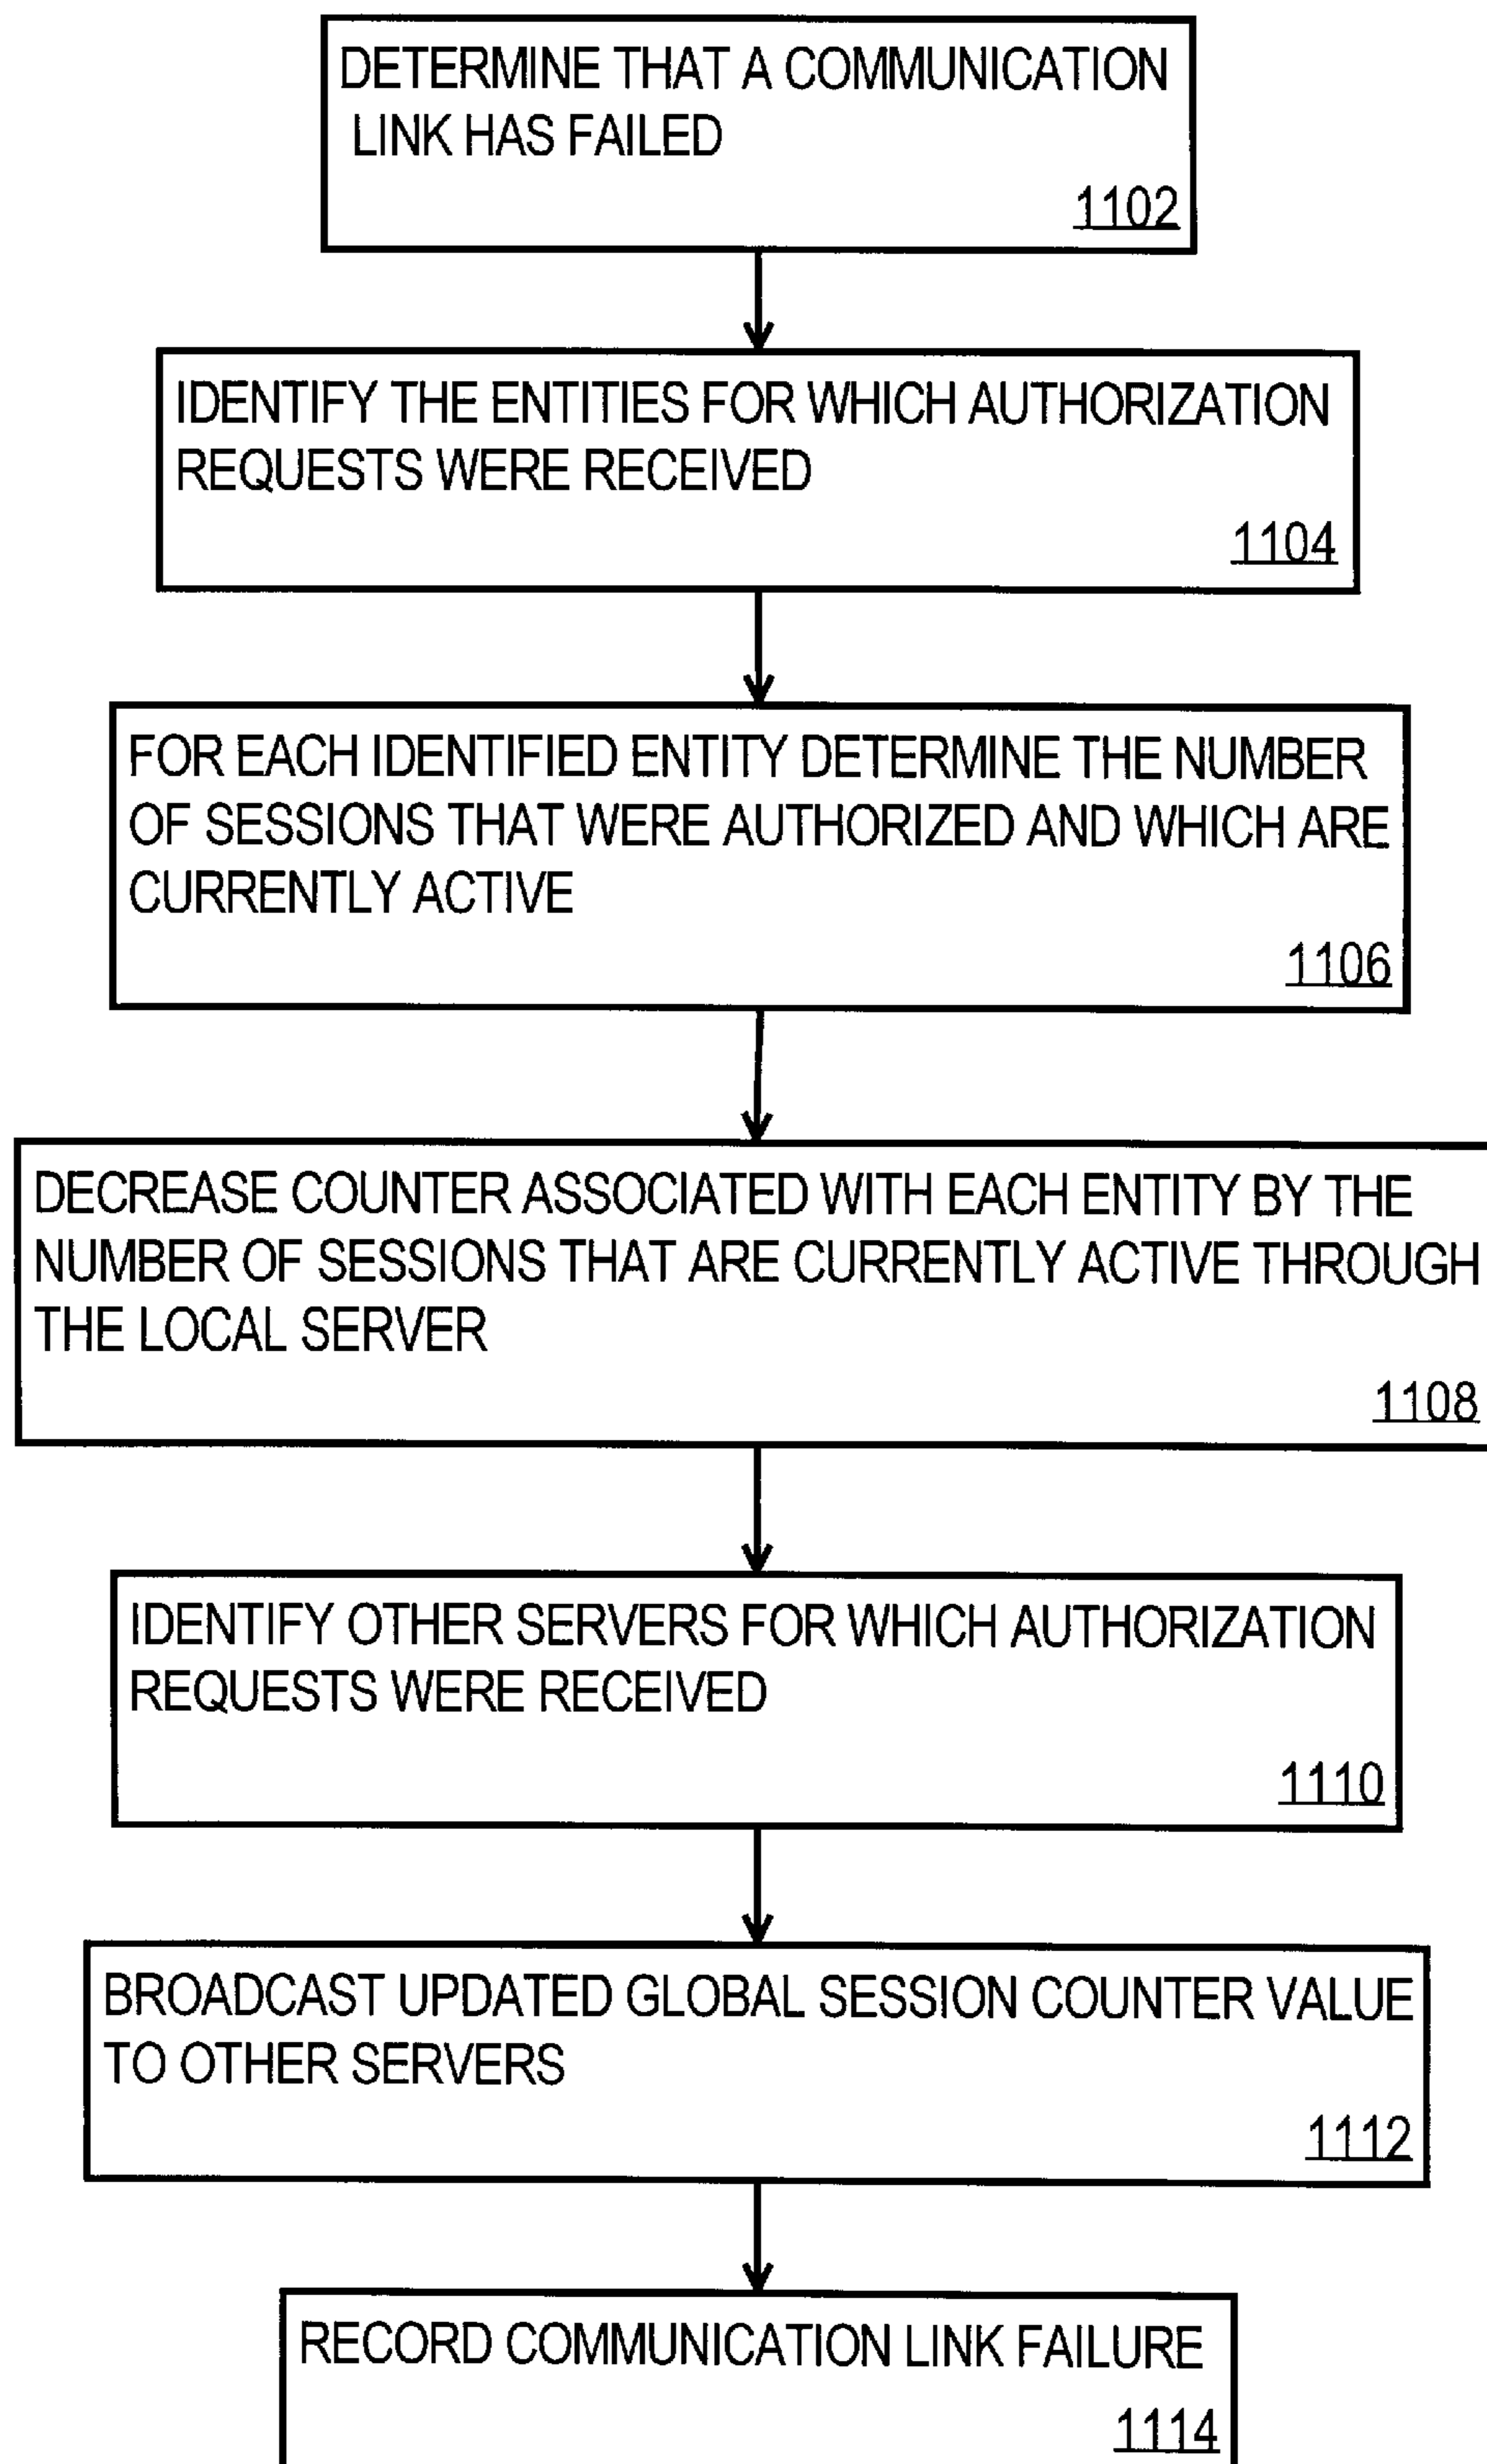 DETERMINE THAT A COMMUNICATION
LINK HAS FAILED
1102
IDENTIFY THE ENTITIES FOR WHICH AUTHORIZATION
REQUESTS WERE RECEIVED
1104
FOR EACH IDENTIFIED ENTITY DETERMINE THE NUMBER
OF SESSIONS THAT WERE AUTHORIZED AND WHICH ARE
CURRENTLY ACTIVE
1106
DECREASE COUNTER ASSOCIATED WITH EACH ENTITY BY THE
NUMBER OF SESSIONS THAT ARE CURRENTLY ACTIVE THROUGH
THE LOCAL SERVER
1108
IDENTIFY OTHER SERVERS FOR WHICH AUTHORIZATION
REQUESTS WERE RECEIVED
1110
BROADCAST UPDATED GLOBAL SESSION COUNTER VALUE
TO OTHER SERVERS
1112
RECORD COMMUNICATION LINK FAILURE
1114